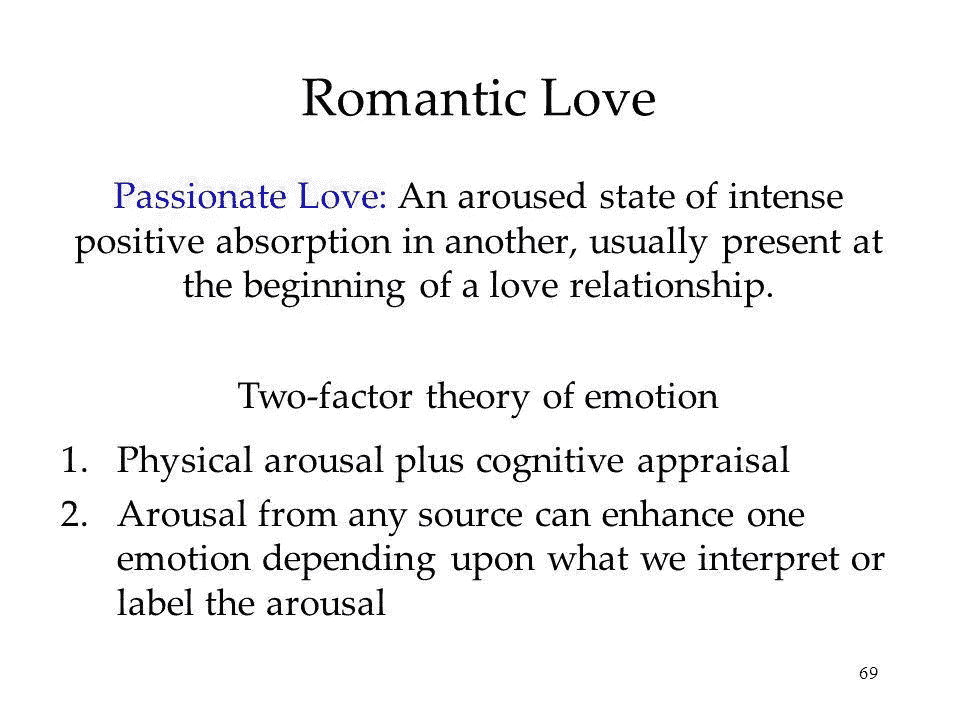 Romantic Love
Passionate Love: An aroused state of intense
positive absorption in another, usually present at
the beginning of a love relationship.
Two-factor theory of emotion
1. Physical arousal plus cognitive appraisal
2. Arousal from any source can enhance one
emotion depending upon what we interpret or
label the arousal
69